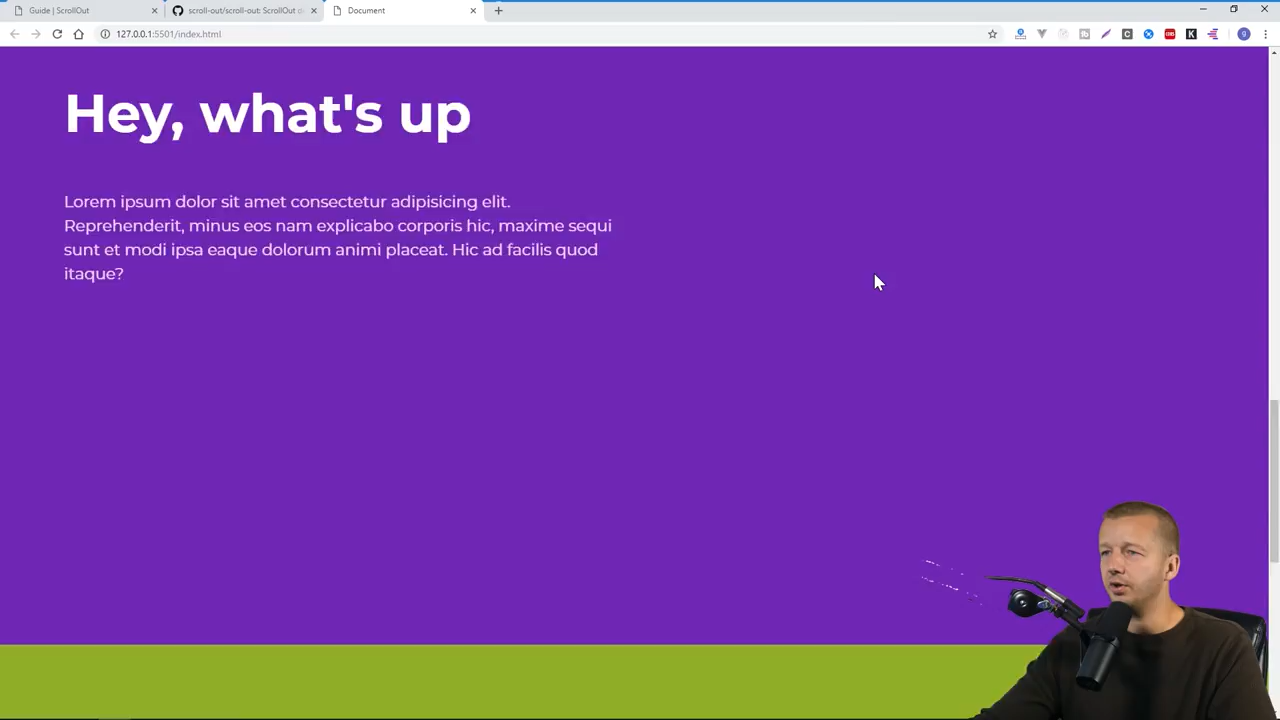 Guide | ScrollOut
scroll-out/scroll-out: ScrollOut d
Document
127.0.0.1:5501/index.html
Hey, what's up
Lorem ipsum dolor sit amet consectetur adipisicing elit.
Reprehenderit, minus eos nam explicabo corporis hic, maxime sequi
sunt et modi ipsa eaque dolorum animi placeat. Hic ad facilis quod
itaque?